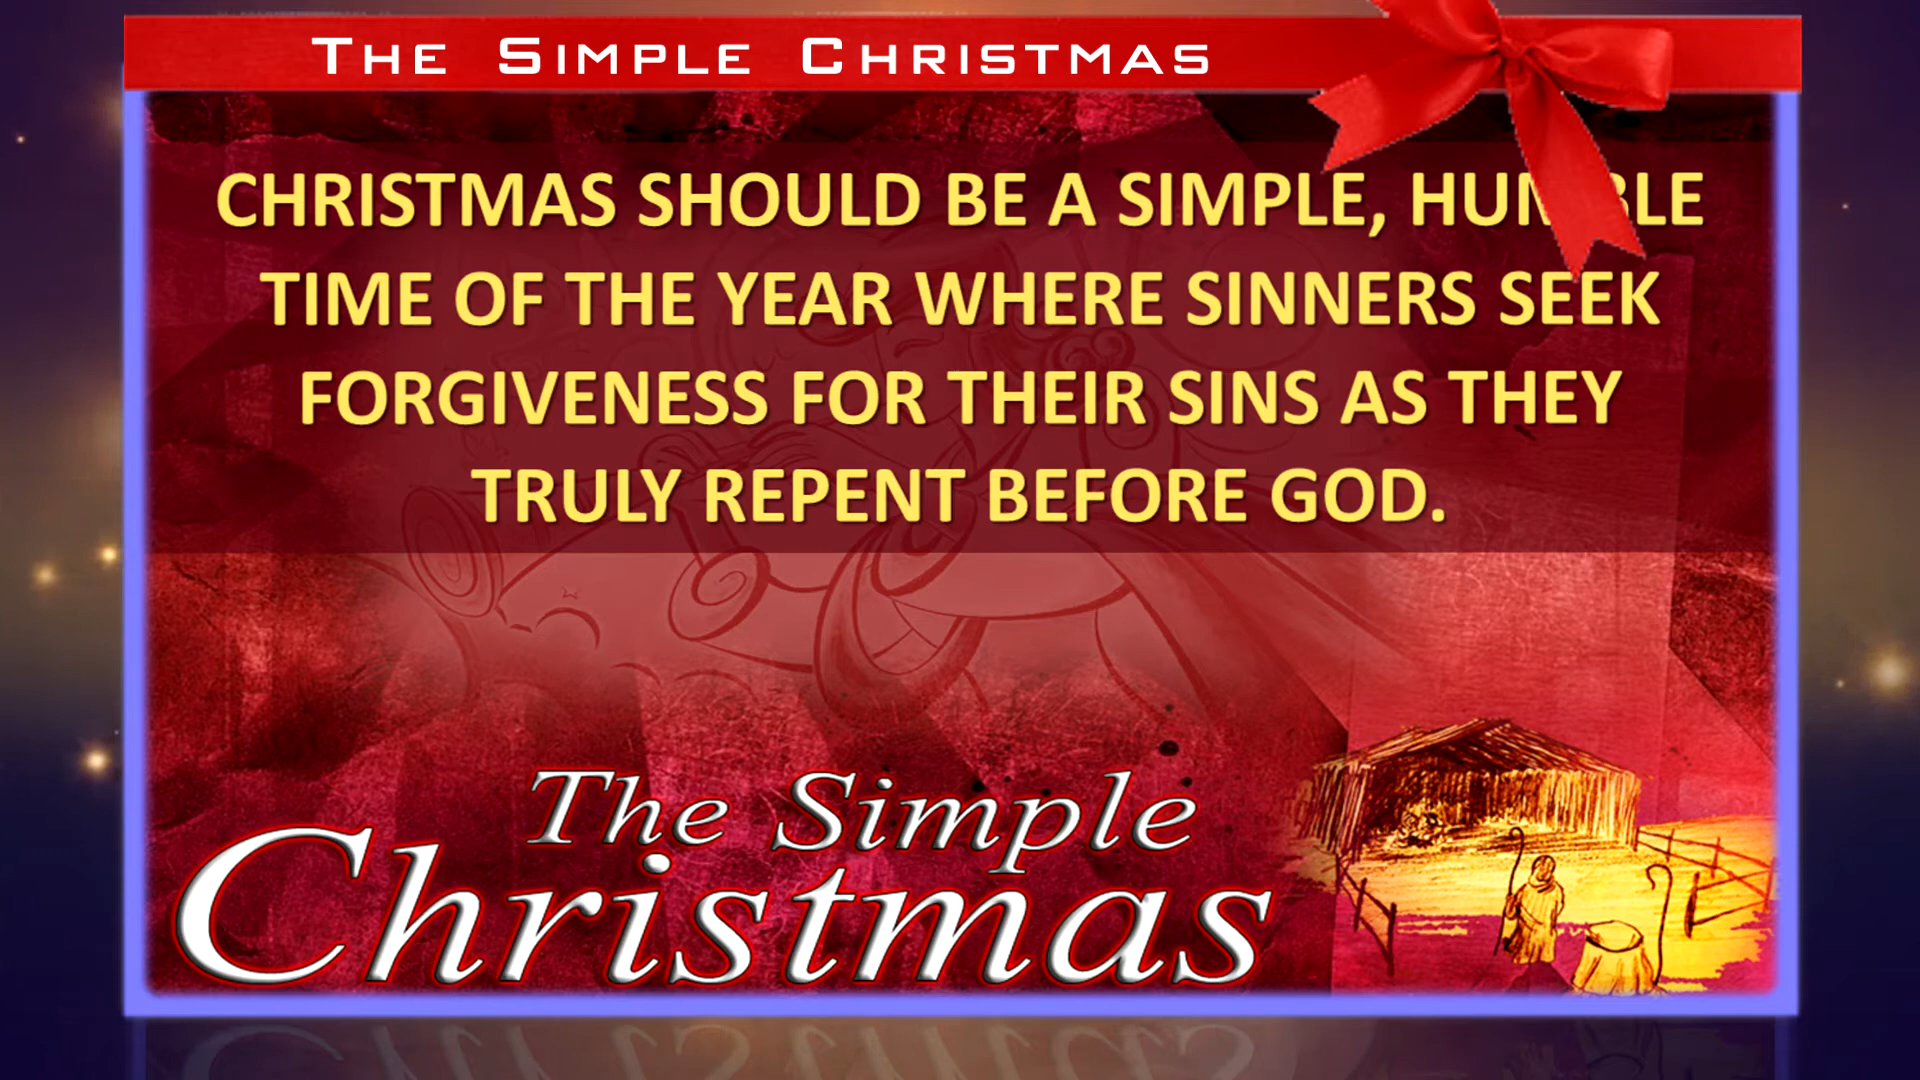 THE SIMPLE CHRISTMAS
CHRISTMAS SHOULD BE A SIMPLE, HUMBLE
TIME OF THE YEAR WHERE SINNERS SEEK
FORGIVENESS FOR THEIR SINS AS THEY
TRULY REPENT BEFORE GOD.
The Simple
Christmas